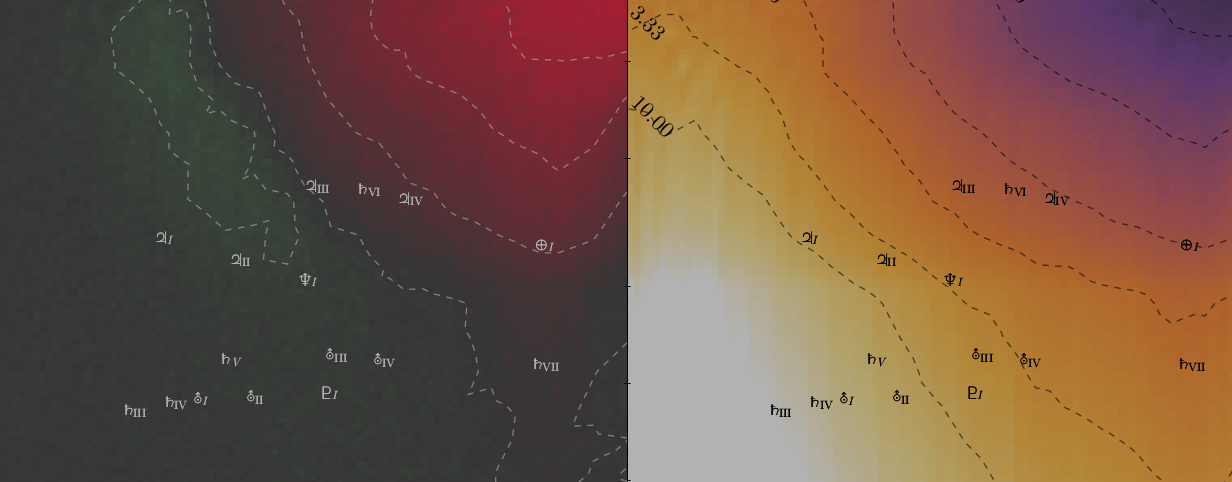 3.33
10.00
♃III
♄VI
♃IV
♁I
♃I
♃II
♆I
♄V
⛢III
⛢IV
♄VII
♄III
♄IV
⛢I
⛢II
♇I
♃III
♄VI
♃IV
♁I
♃I
♃II
♆I
♄V
⛢III
⛢IV
♄VII
♄III
♄IV
⛢I
⛢II
♇I